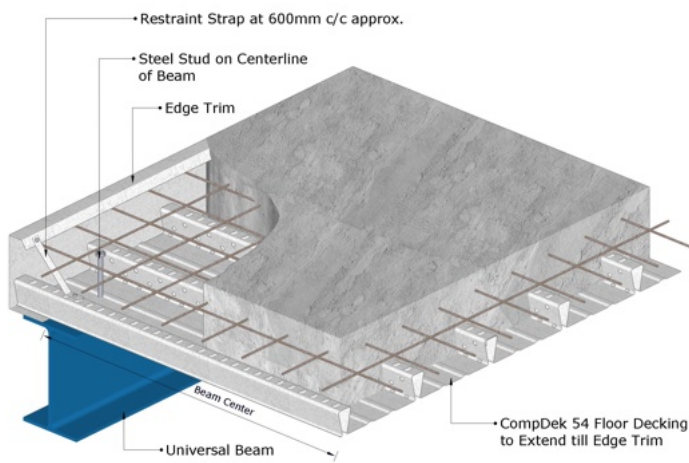 Restraint Strap at 600mm c/c approx.
Steel Stud on Centerline
of Beam
Edge Trim
Beam Center
CompDek 54 Floor Decking
to Extend till Edge Trim
Universal Beam